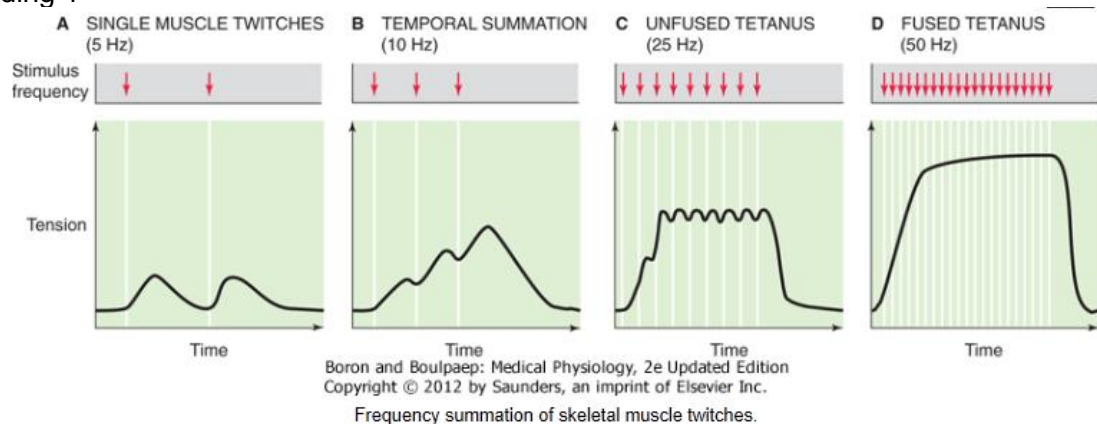 A SINGLE MUSCLE TWITCHES
(5 Hz)
B TEMPORAL SUMMATION
(10 Hz)
C UNFUSED TETANUS
(25 Hz)
D FUSED TETANUS
(50 Hz)
Stimulus
frequency
Tension
Time
Time
Time
Time
Boron and Boulpaep: Medical Physiology, 2e Updated Edition
Copyright © 2012 by Saunders, an imprint of Elsevier Inc.
Frequency summation of skeletal muscle twitches.